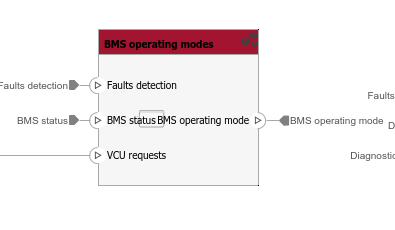 BMS operating modes
Faults detection
Faults detection
Faults
BMS status
BMS status
BMS operating mode
BMS operating mode
D
VCU requests
Diagnostic